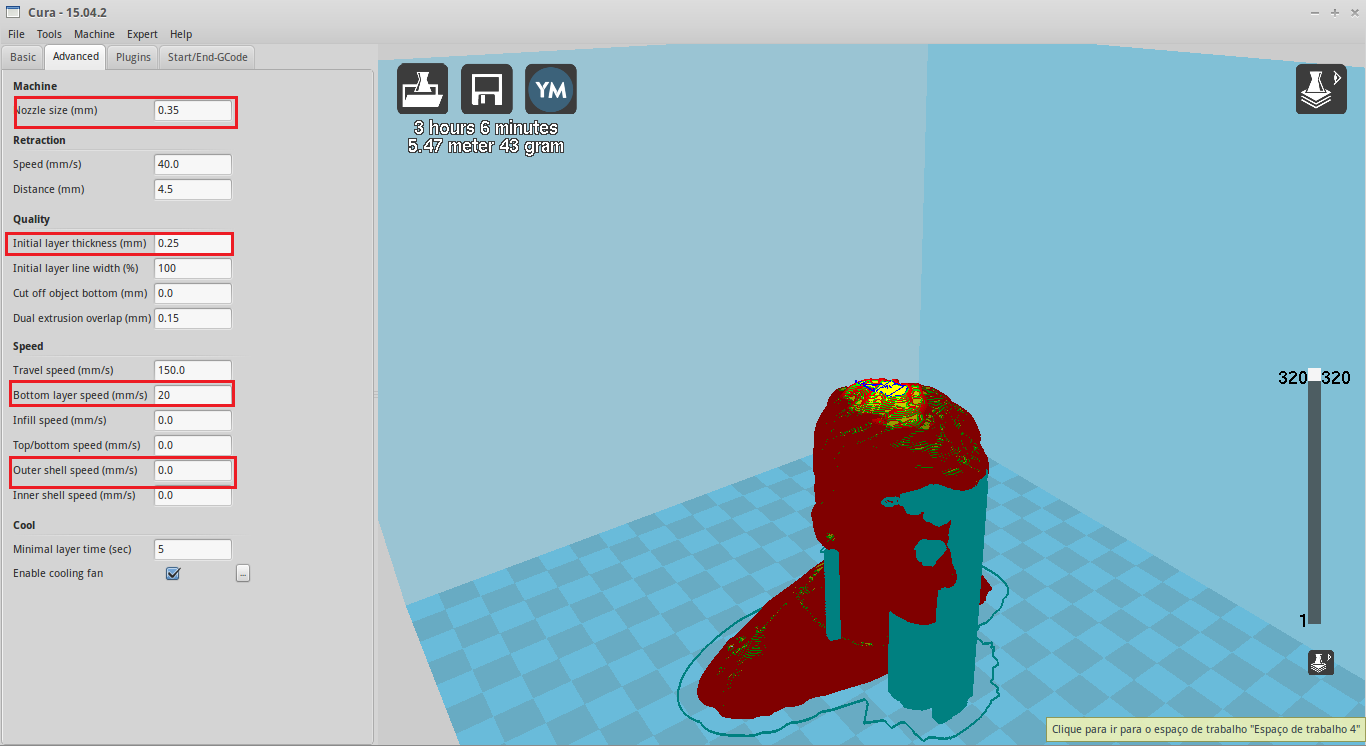 Cura - 15.04.2
File Tools Machine Expert Help
Basic Advanced Plugins Start/End-GCode
Machine
Nozzle size (mm) 0.35
Retraction
Speed (mm/s) 40.0
Distance (mm) 4.5
Quality
Initial layer thickness (mm) 0.25
Initial layer line width (%) 100
Cut off object bottom (mm) 0.0
Dual extrusion overlap (mm) 0.15
Speed
Travel speed (mm/s) 150.0
Bottom layer speed (mm/s) 20
Infill speed (mm/s) 0.0
Top/bottom speed (mm/s) 0.0
Outer shell speed (mm/s) 0.0
Inner shell speed (mm/s) 0.0
Cool
Minimal layer time (sec) 5
Enable cooling fan ...
YM
3 hours 6 minutes
5.47 meter 43 gram
320 320
1
Clique para ir para o espaço de trabalho "Espaço de trabalho 4"